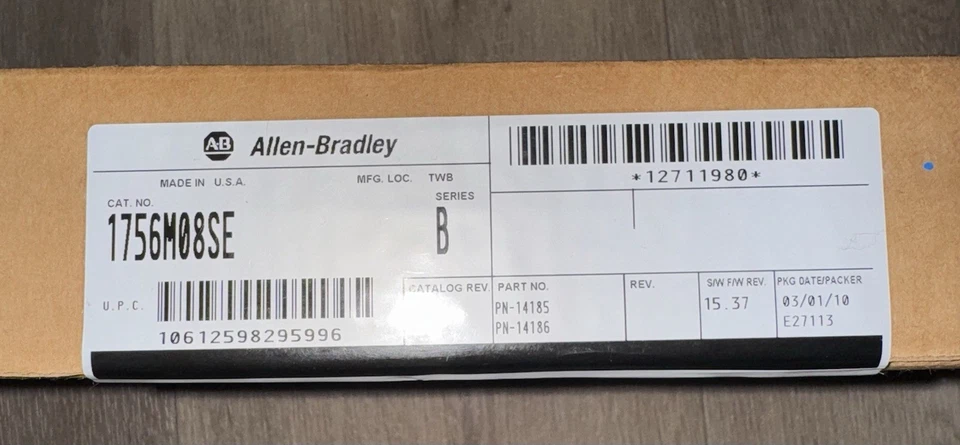 AB Allen-Bradley
MADE IN U.S.A.
MFG. LOC. TWB
CAT. NO.
SERIES
1756M08SE
B
U.P.C.
10612598295996
*12711980*
CATALOG REV.
PART NO.
PN-14185
PN-14186
REV.
S/W F/W REV.
15.37
PKG DATE/PACKER
03/01/10
E27113